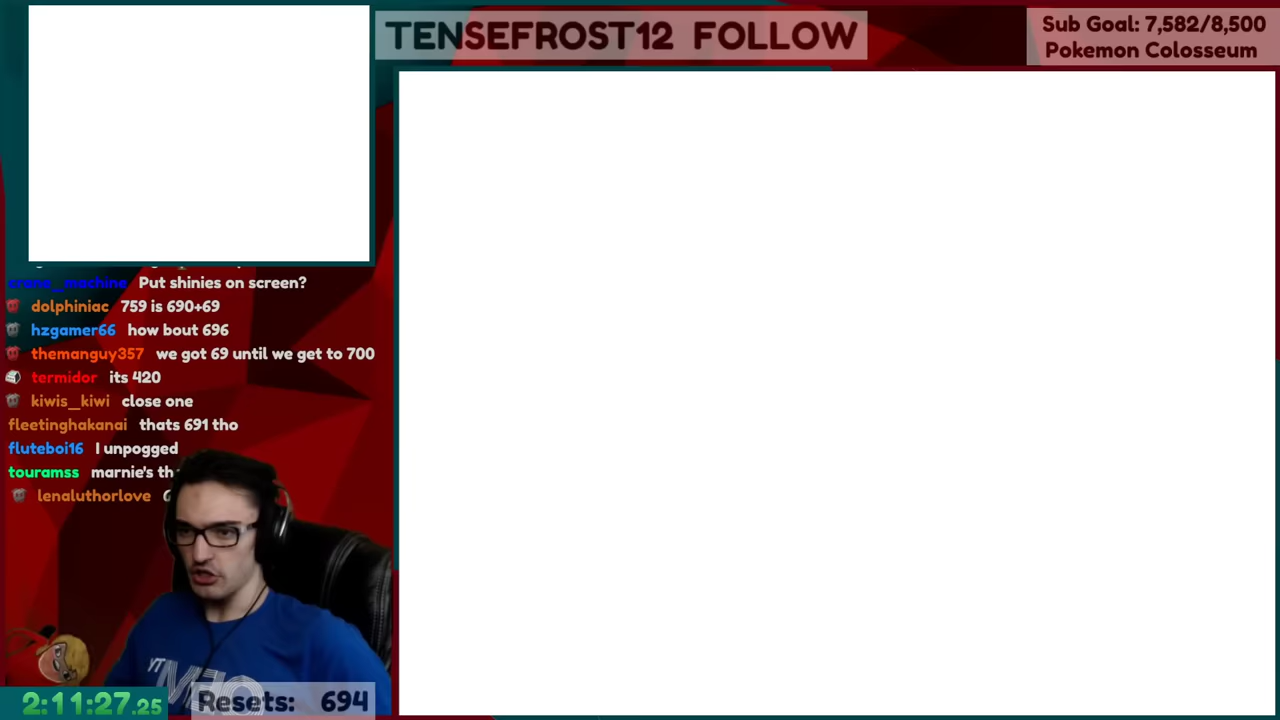 TENSEFROST12 FOLLOW
Sub Goal: 7,582/8,500
Pokemon Colosseum
crane_machine Put shinies on screen?
dolphiniac 759 is 690+69
hzgamer66 how bout 696
themanguy357 we got 69 until we get to 700
termidor its 420
kiwis_kiwi close one
fleetinghakanai thats 691 tho
fluteboi16 I unpogged
touramss marnie's
lenaluthorlove
YT
2:11:27.25
Resets: 694